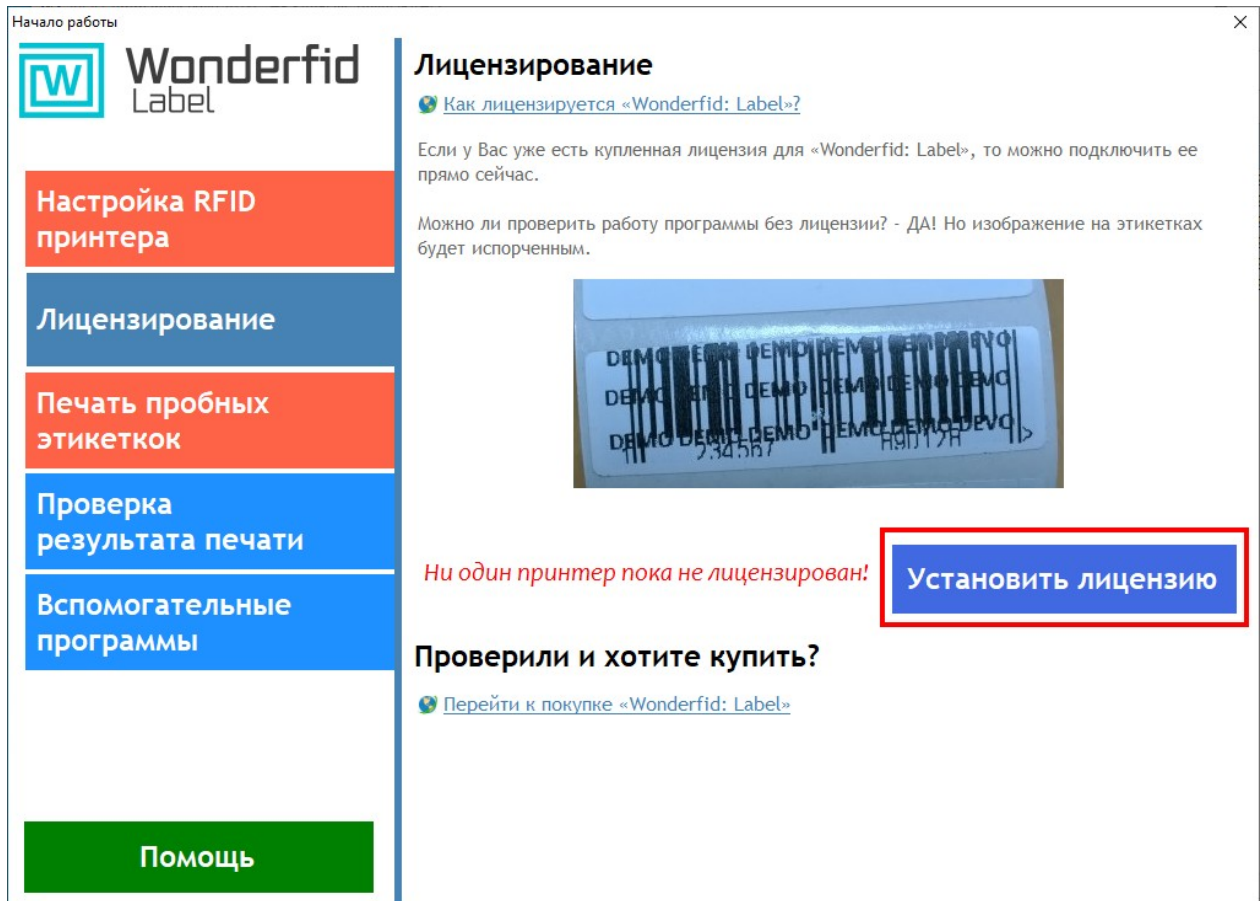 Начало работы
Wonderfid
Label
Настройка RFID
принтера
Лицензирование
Печать пробных
этикеткок
Проверка
результата печати
Вспомогательные
программы
Помощь
Лицензирование
Как лицензируется «Wonderfid: Label»?
Если у Вас уже есть купленная лицензия для «Wonderfid: Label», то можно подключить ее
прямо сейчас.
Можно ли проверить работу программы без лицензии? - ДА! Но изображение на этикетках
будет испорченным.
DEMO DEMO DEMO DEMO DEMO
DEMO DEMO DEMO DEMO DEMO
DEMO DEMO DEMO DEMO DEMO
234567
Ни один принтер пока не лицензирован!
Установить лицензию
Проверили и хотите купить?
Перейти к покупке «Wonderfid: Label»